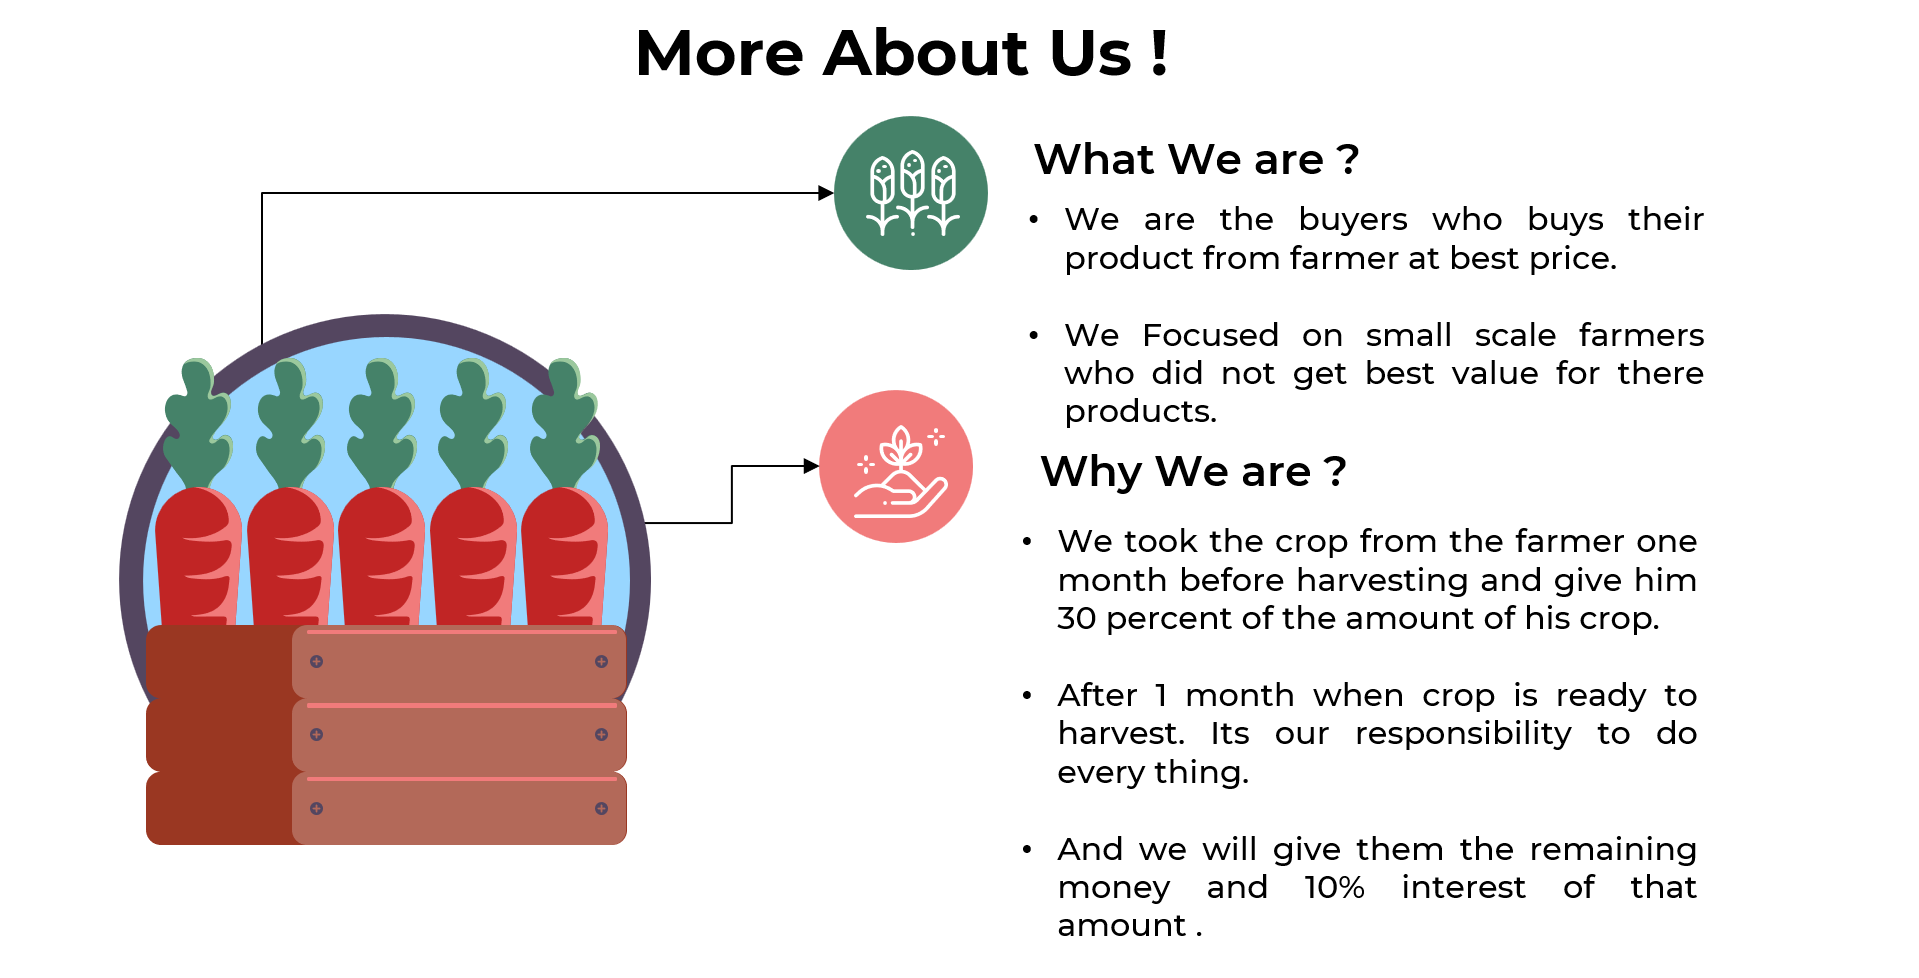 More About Us !
What We are ?
• We are the buyers who buys their
product from farmer at best price.
• We Focused on small scale farmers
who did not get best value for there
products.
Why We are ?
• We took the crop from the farmer one
month before harvesting and give him
30 percent of the amount of his crop.
• After 1 month when crop is ready to
harvest. Its our responsibility to do
every thing.
• And we will give them the remaining
money and 10% interest of that
amount .